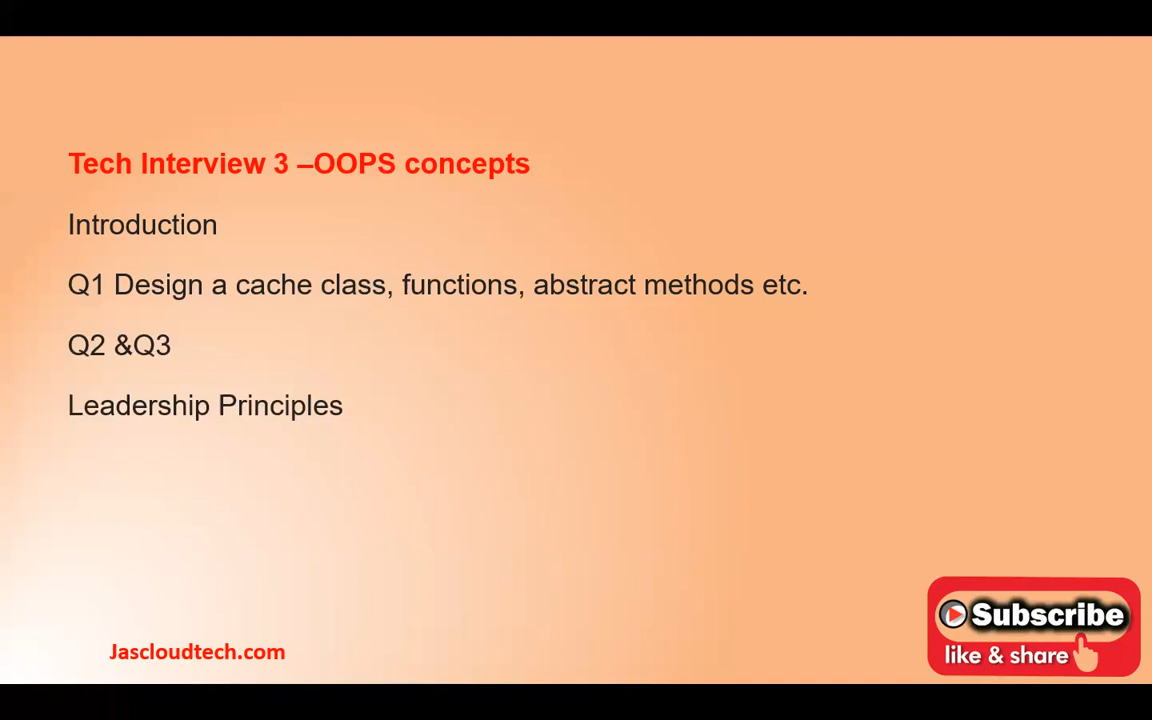 Tech Interview 3 –OOPS concepts
Introduction
Q1 Design a cache class, functions, abstract methods etc.
Q2 &Q3
Leadership Principles
Subscribe
like & share
Jascloudtech.com